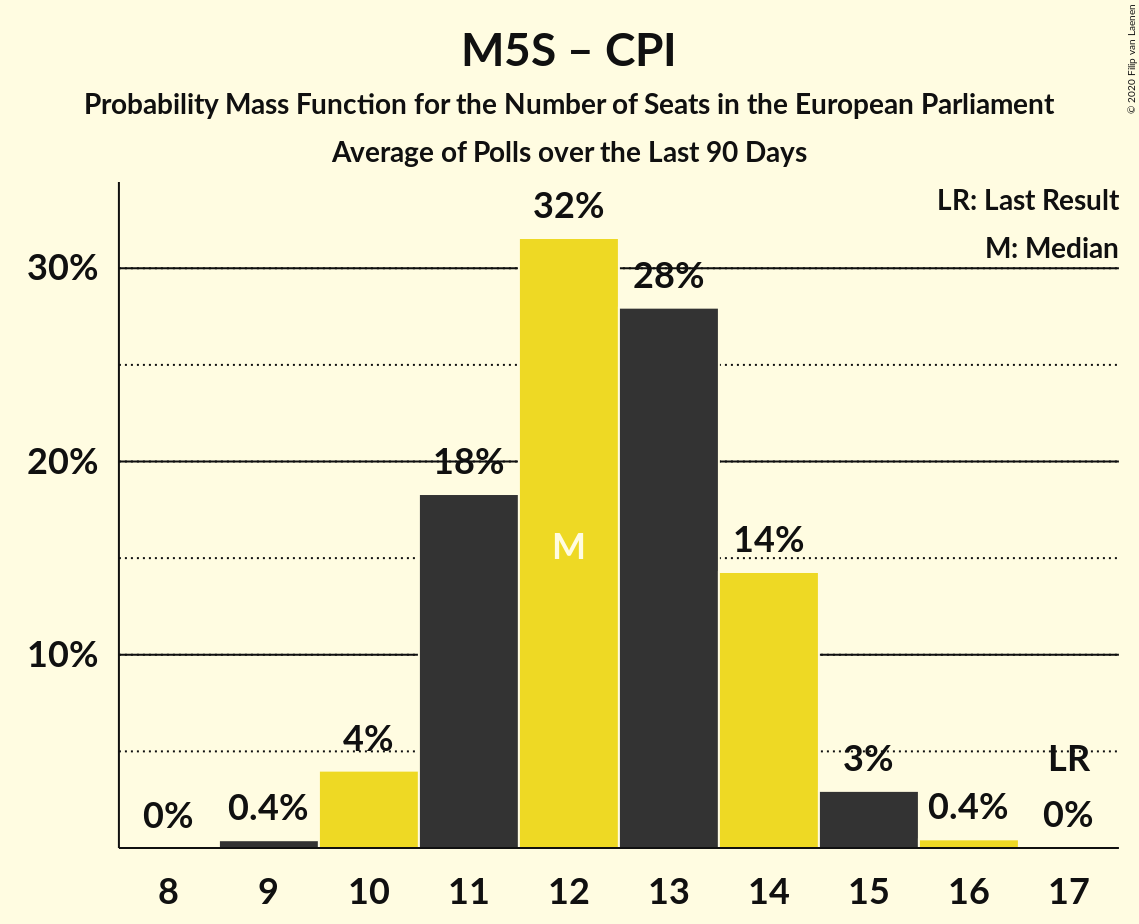 M5S – CPI
Probability Mass Function for the Number of Seats in the European Parliament
Average of Polls over the Last 90 Days
© 2020 Filip van Laenen
LR: Last Result
M: Median
30%
20%
10%
0%
0.4%
4%
18%
32%
M
28%
14%
3%
0.4%
LR
0%
8 9 10 11 12 13 14 15 16 17